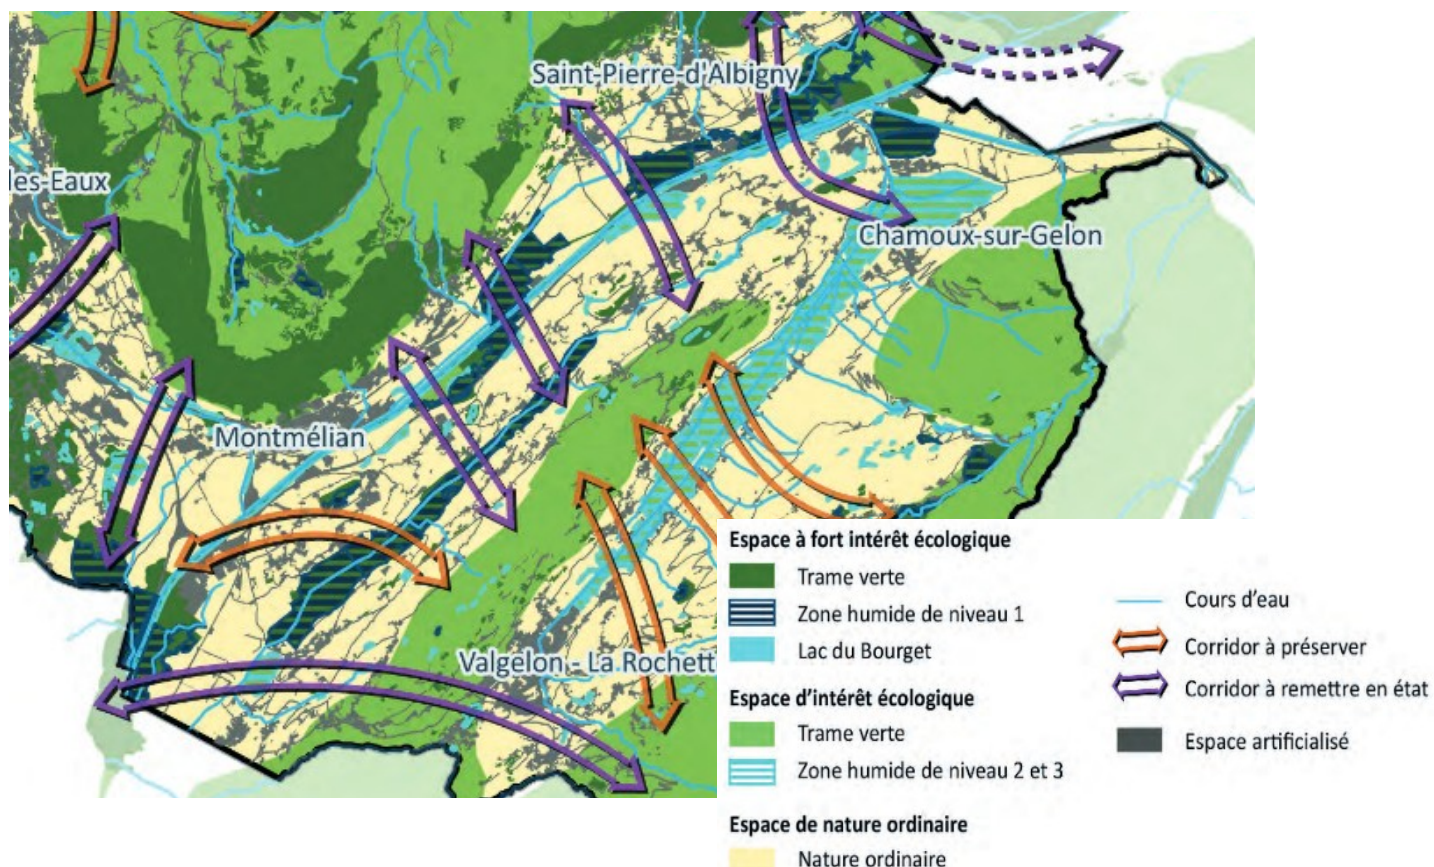 Saint-Pierre-d'Albigny
les-Eaux
Chamoux-sur-Gelon
Montmélian
Valgelon - La Rochett
Espace à fort intérêt écologique
Trame verte
Zone humide de niveau 1
Lac du Bourget
Espace d'intérêt écologique
Trame verte
Zone humide de niveau 2 et 3
Espace de nature ordinaire
Nature ordinaire
Cours d'eau
Corridor à préserver
Corridor à remettre en état
Espace artificialisé